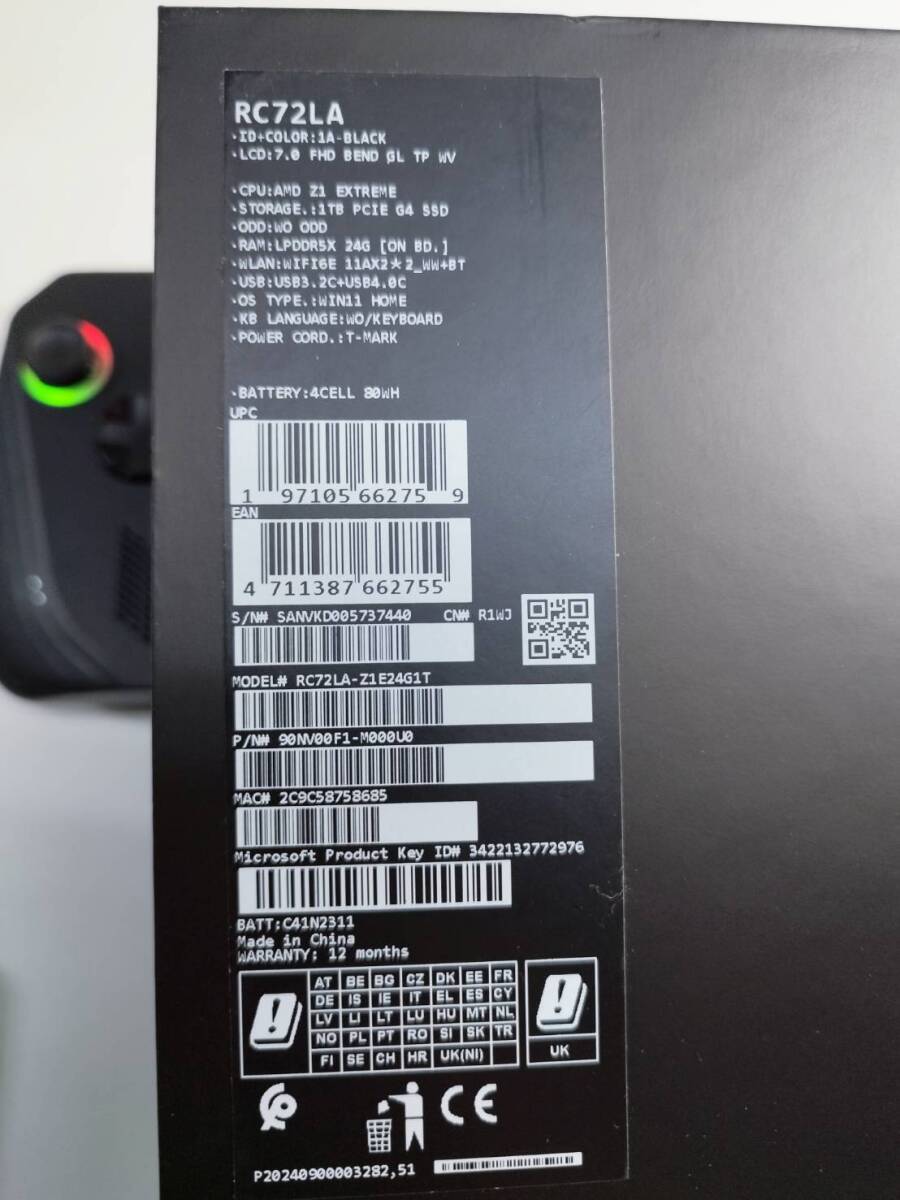 RC72LA
·ID+COLOR:1A-BLACK
·LCD:7.0 FHD BEND GL TP WV
·CPU:AMD Z1 EXTREME
·STORAGE.:1TB PCIE G4 SSD
·ODD:WO ODD
·RAM:LPDDR5X 24G [ON BD.]
·WLAN:WIFI6E 11AX2*2_WW+BT
·USB:USB3.2C+USB4.0C
·OS TYPE.:WIN11 HOME
·KB LANGUAGE:WO/KEYBOARD
·POWER CORD.:T-MARK
·BATTERY:4CELL 80WH
UPC
1 97105 66275 9
EAN
4 711387 662755
S/N# SANVKD005737440 CN# R1WJ
MODEL# RC72LA-Z1E24G1T
P/N# 90NV00F1-M000U0
MAC# 2C9C58758685
Microsoft Product Key ID# 3422132772976
BATT:C41N2311
Made in China
WARRANTY: 12 months
AT BE BG CZ DK EE FR
DE IS IE IT EL ES CY
LV LI LT LU HU MT NL
NO PL PT RO SI SK TR
FI SE CH HR UK(NI)
UK
CE
P20240900003282,51